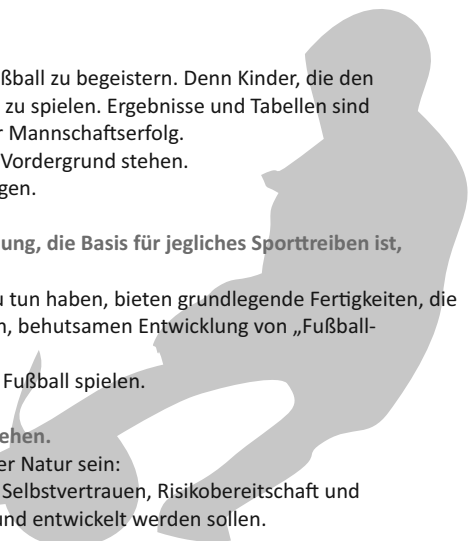 ßball zu begeistern. Denn Kinder, die den
zu spielen. Ergebnisse und Tabellen sind
r Mannschaftserfolg.
Vordergrund stehen.
gen.
ung, die Basis für jegliches Sporttreiben ist,
u tun haben, bieten grundlegende Fertigkeiten, die
n, behutsamen Entwicklung von „Fußball-
Fußball spielen.
ehen.
er Natur sein:
Selbstvertrauen, Risikobereitschaft und
und entwickelt werden sollen.